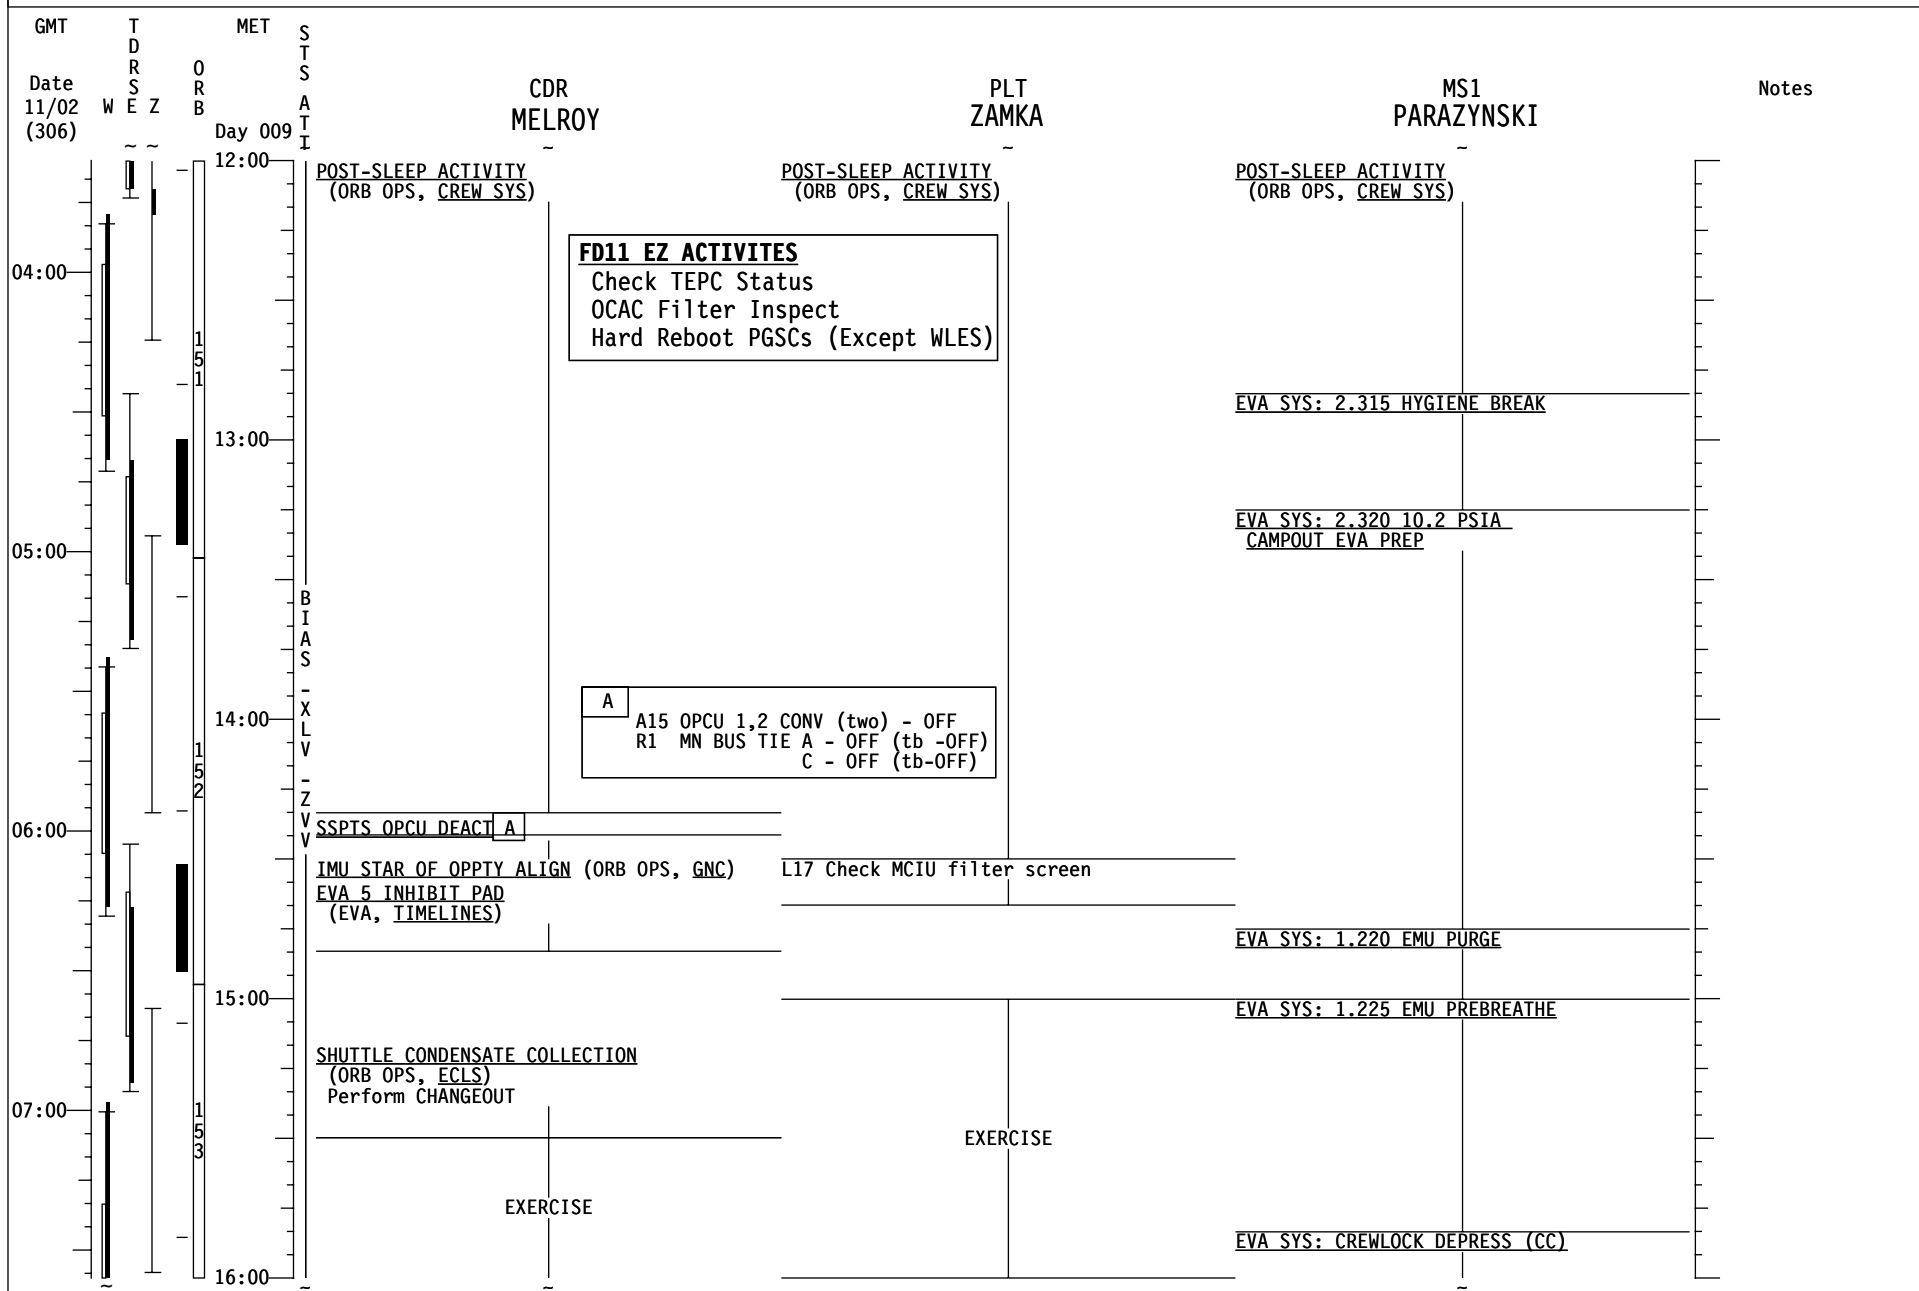 GMT
TDRS
MET
STS ATT
ORB
Date
11/02
(306)
W E Z
Day 009
CDR
MELROY
PLT
ZAMKA
MS1
PARAZYNSKI
Notes
~ ~ ~ ~ ~
12:00
POST-SLEEP ACTIVITY
(ORB OPS, CREW SYS)
POST-SLEEP ACTIVITY
(ORB OPS, CREW SYS)
POST-SLEEP ACTIVITY
(ORB OPS, CREW SYS)
FD11 EZ ACTIVITES
Check TEPC Status
OCAC Filter Inspect
Hard Reboot PGSCs (Except WLES)
04:00
151
EVA SYS: 2.315 HYGIENE BREAK
13:00
EVA SYS: 2.320 10.2 PSIA
CAMPOUT EVA PREP
05:00
BIAS -XLV -ZVV
A
A15 OPCU 1,2 CONV (two) - OFF
R1 MN BUS TIE A - OFF (tb -OFF)
C - OFF (tb-OFF)
14:00
152
06:00
SSPTS OPCU DEACT A
IMU STAR OF OPPTY ALIGN (ORB OPS, GNC)
EVA 5 INHIBIT PAD
(EVA, TIMELINES)
L17 Check MCIU filter screen
EVA SYS: 1.220 EMU PURGE
15:00
EVA SYS: 1.225 EMU PREBREATHE
SHUTTLE CONDENSATE COLLECTION
(ORB OPS, ECLS)
Perform CHANGEOUT
07:00
153
EXERCISE
EXERCISE
EVA SYS: CREWLOCK DEPRESS (CC)
16:00
~ ~ ~ ~ ~